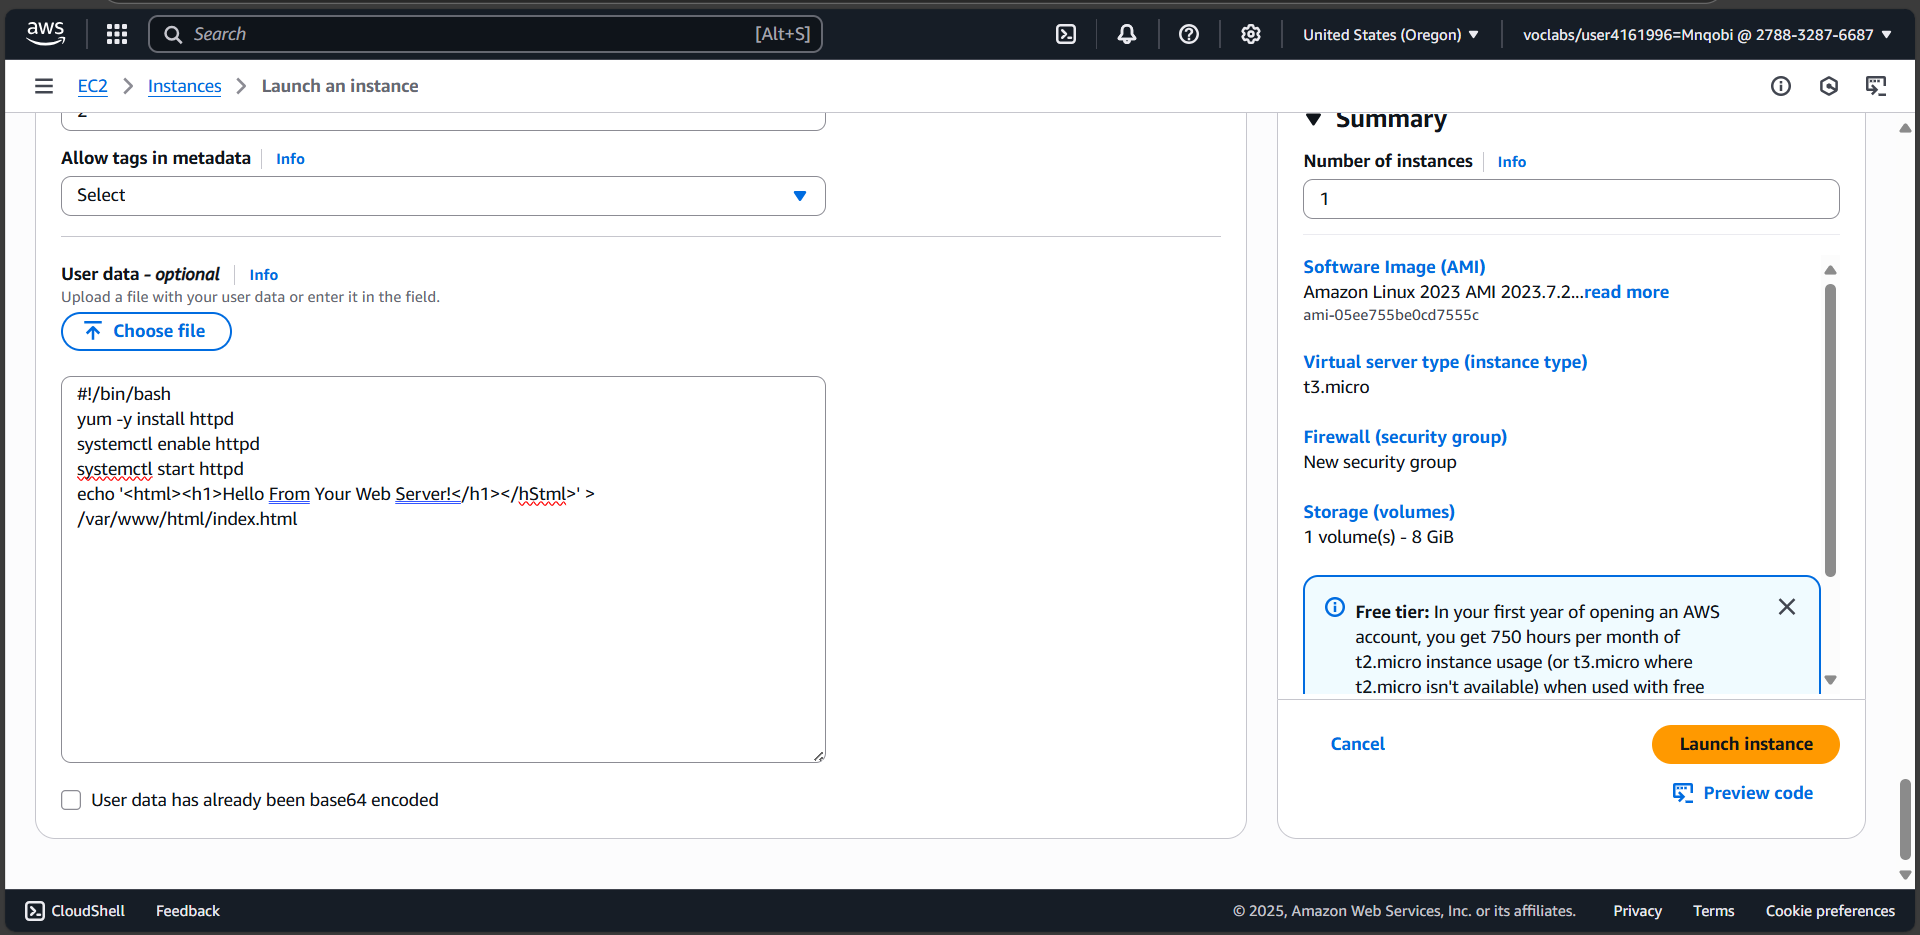 aws
Search [Alt+S]
United States (Oregon)
voclabs/user4161996=Mnqobi @ 2788-3287-6687
EC2 Instances Launch an instance
Allow tags in metadata Info
Select
User data - optional Info
Upload a file with your user data or enter it in the field.
Choose file
#!/bin/bash
yum -y install httpd
systemctl enable httpd
systemctl start httpd
echo '<html><h1>Hello From Your Web Server!</h1></hStml>' >
/var/www/html/index.html
User data has already been base64 encoded
Summary
Number of instances Info
1
Software Image (AMI)
Amazon Linux 2023 AMI 2023.7.2...read more
ami-05ee755be0cd7555c
Virtual server type (instance type)
t3.micro
Firewall (security group)
New security group
Storage (volumes)
1 volume(s) - 8 GiB
Free tier: In your first year of opening an AWS
account, you get 750 hours per month of
t2.micro instance usage (or t3.micro where
t2.micro isn't available) when used with free
Cancel
Launch instance
Preview code
CloudShell Feedback
© 2025, Amazon Web Services, Inc. or its affiliates. Privacy Terms Cookie preferences